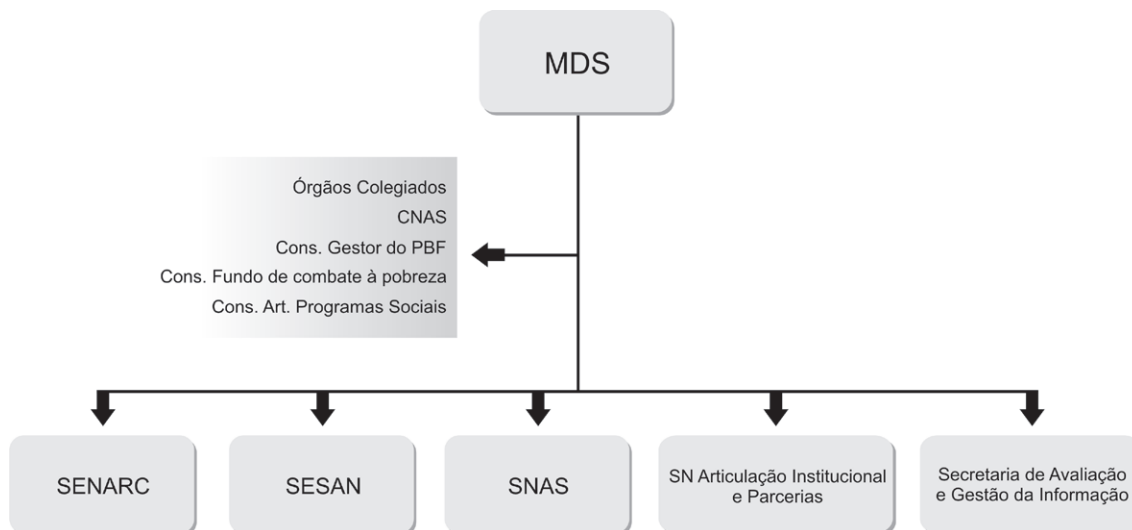 MDS
Órgãos Colegiados
CNAS
Cons. Gestor do PBF
Cons. Fundo de combate à pobreza
Cons. Art. Programas Sociais
SENARC
SESAN
SNAS
SN Articulação Institucional
e Parcerias
Secretaria de Avaliação
e Gestão da Informação